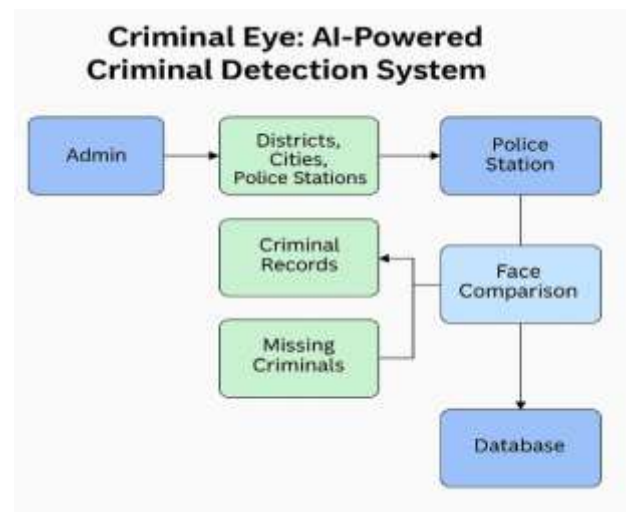 Criminal Eye: AI-Powered
Criminal Detection System
Admin
Districts,
Cities,
Police Stations
Police
Station
Criminal
Records
Face
Comparison
Missing
Criminals
Database